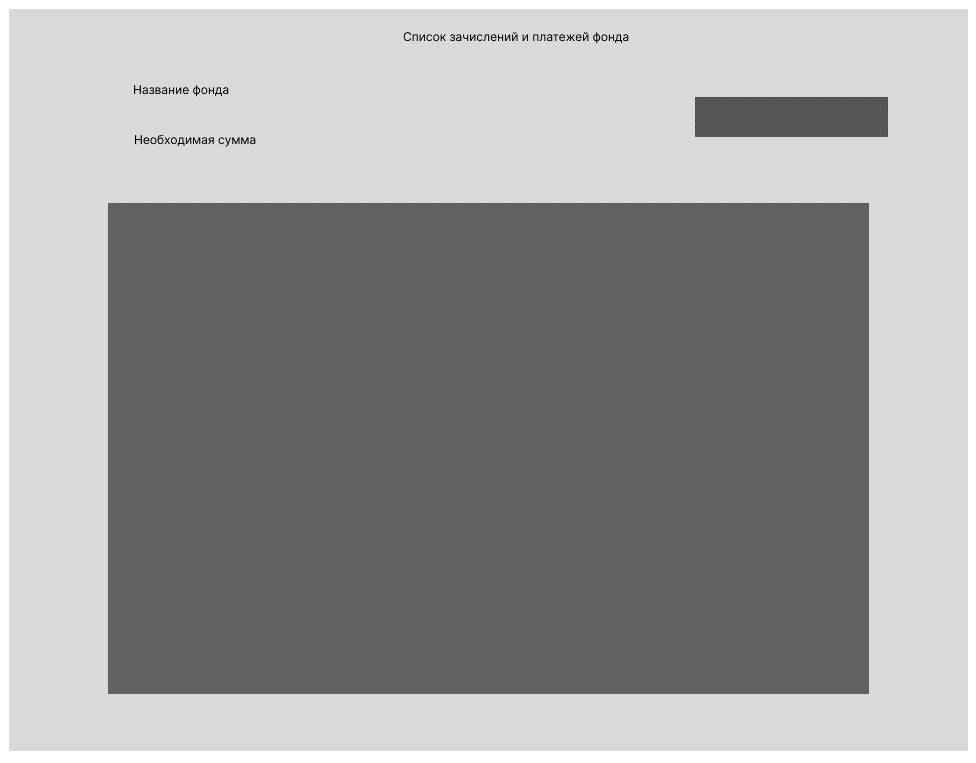 Список зачислений и платежей фонда
Название фонда
Необходимая сумма